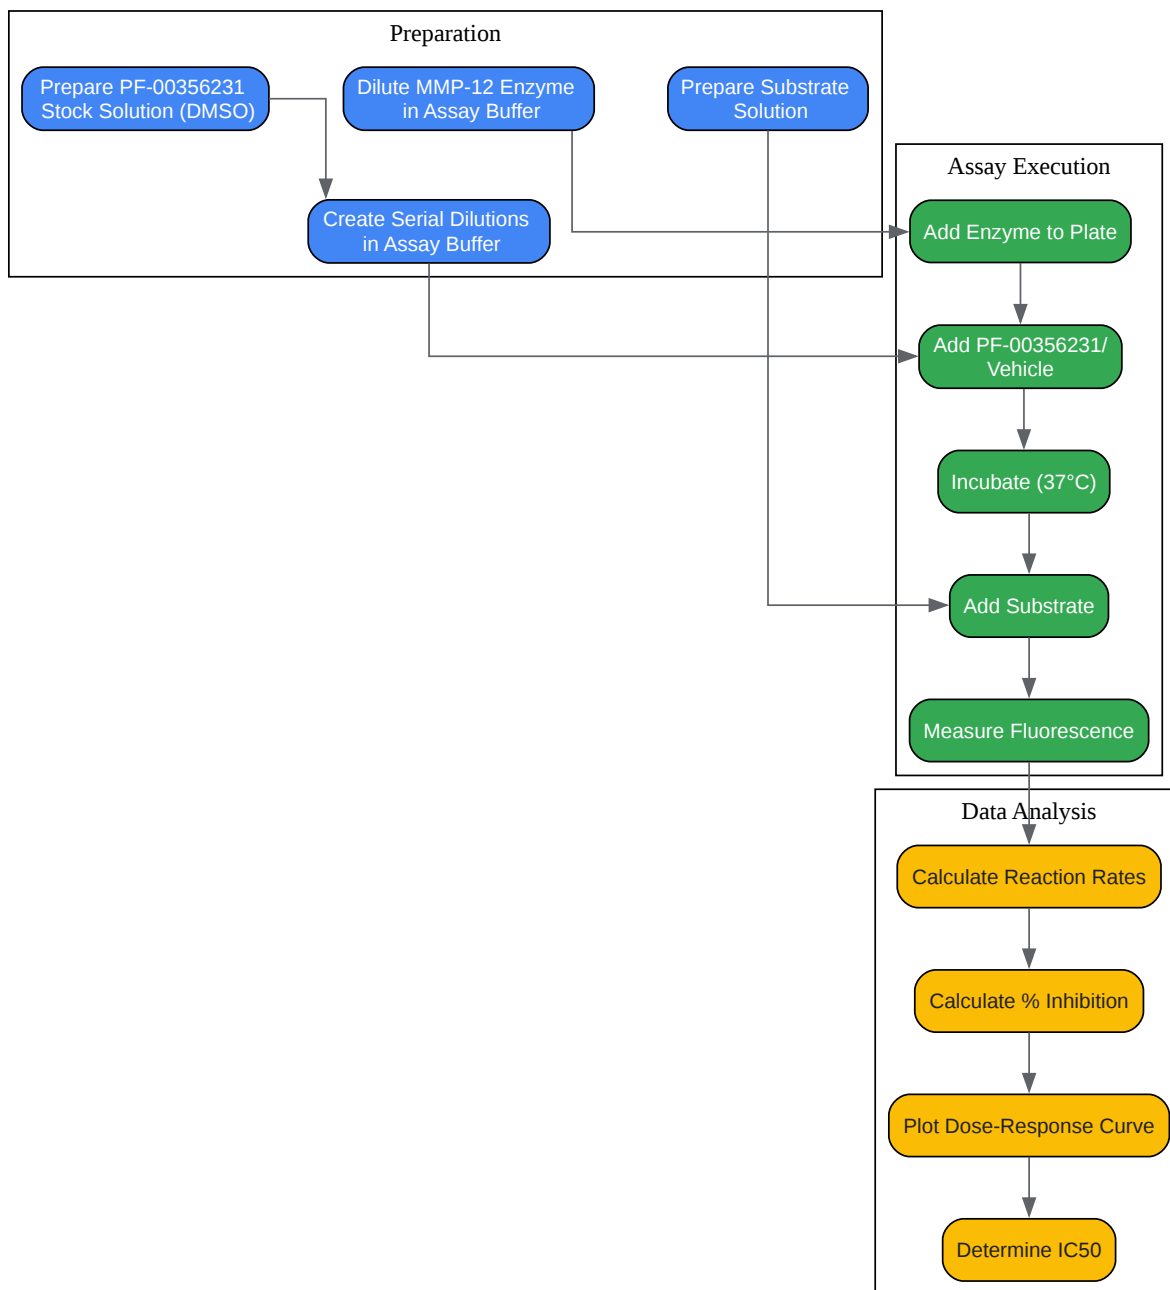 Preparation
Prepare PF-00356231
Stock Solution (DMSO)
Dilute MMP-12 Enzyme
in Assay Buffer
Prepare Substrate
Solution
Create Serial Dilutions
in Assay Buffer
Assay Execution
Add Enzyme to Plate
Add PF-00356231/
Vehicle
Incubate (37°C)
Add Substrate
Measure Fluorescence
Data Analysis
Calculate Reaction Rates
Calculate % Inhibition
Plot Dose-Response Curve
Determine IC50